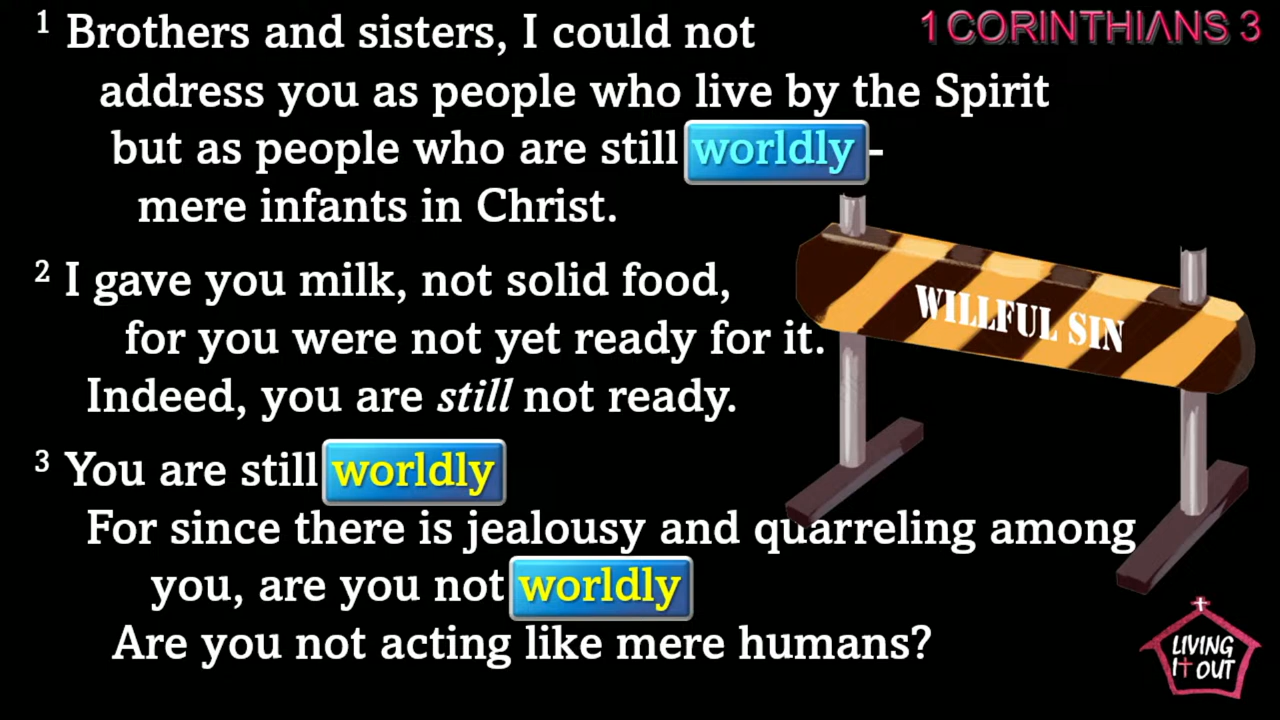 1 CORINTHIANS 3
1 Brothers and sisters, I could not
address you as people who live by the Spirit
but as people who are still worldly -
mere infants in Christ.
2 I gave you milk, not solid food,
for you were not yet ready for it.
Indeed, you are still not ready.
3 You are still worldly
For since there is jealousy and quarreling among
you, are you not worldly
Are you not acting like mere humans?
WILLFUL SIN
LIVING
IT OUT